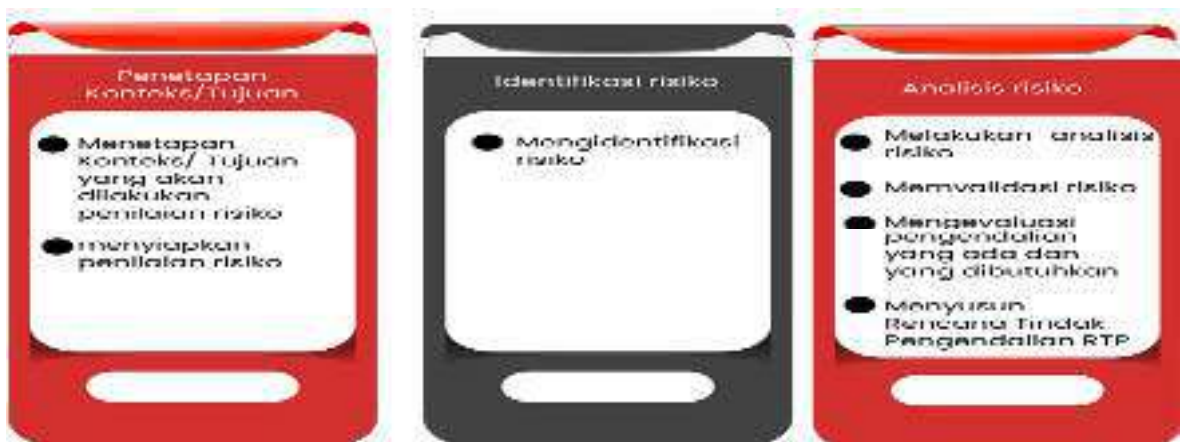 Penetapan
Konteks/Tujuan
Menetapan
Konteks/ Tujuan
yang akan
dilakukan
penilaian risiko
menyiapkan
penilaian risiko
Identifikasi risiko
Mengidentifikasi
risiko
Analisis risiko
Melakukan analisis
risiko
Memvalidasi risiko
Mengevaluasi
pengendalian
yang ada dan
yang dibutuhkan
Menyusun
Rencana Tindak
Pengendalian RTP